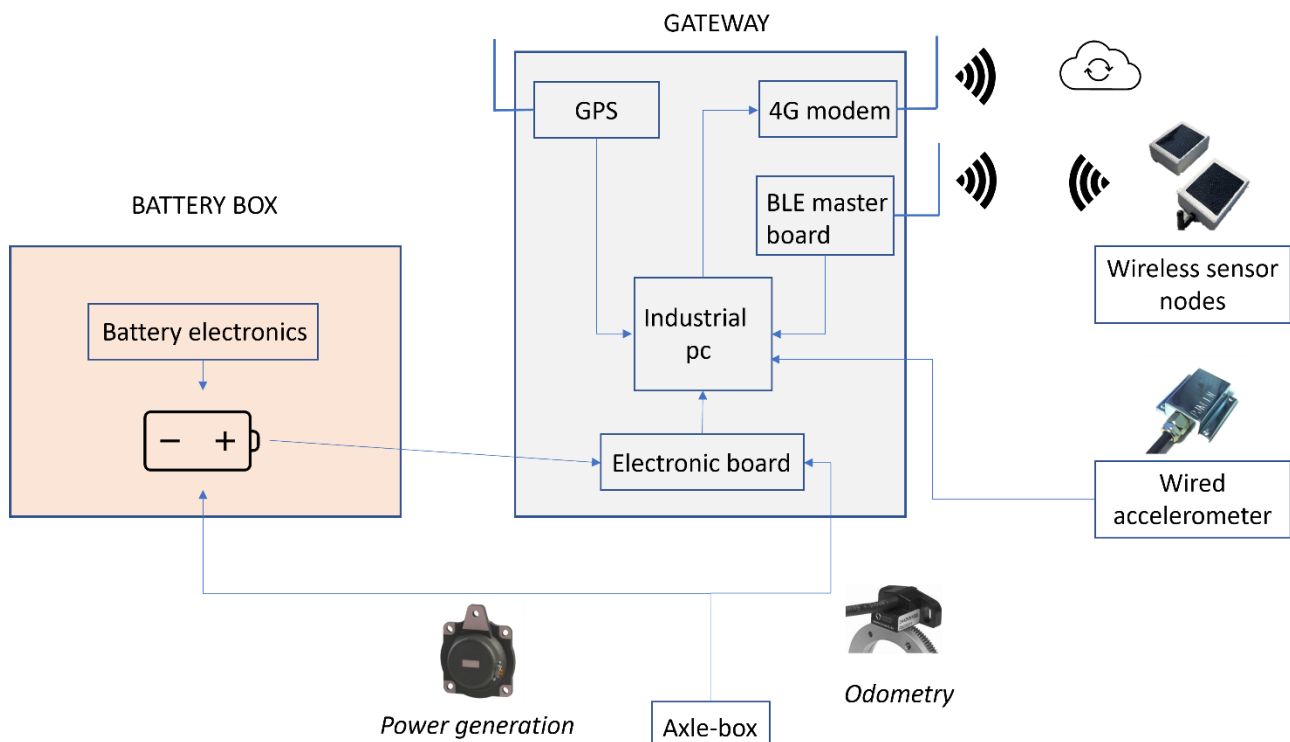 GATEWAY
GPS
4G modem
BLE master
board
BATTERY BOX
Wireless sensor
nodes
Battery electronics
Industrial
pc
− +
Electronic board
Wired
accelerometer
Power generation
Odometry
Axle-box